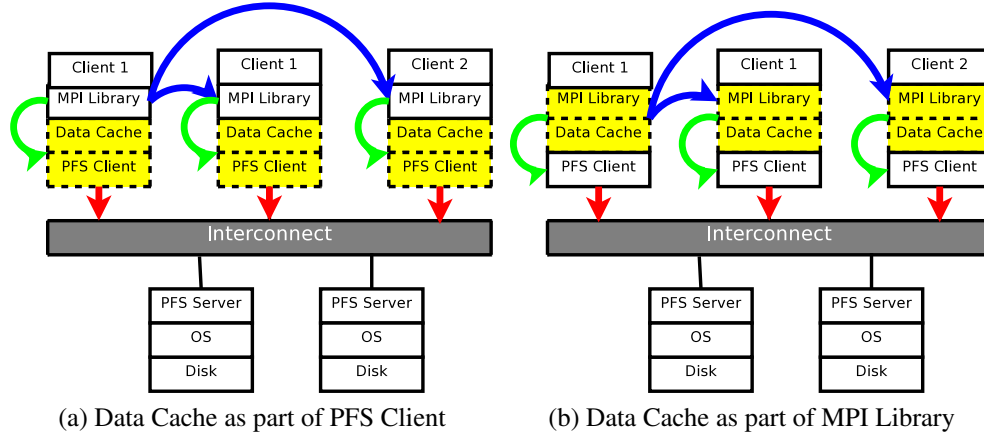 Client 1
MPI Library
Data Cache
PFS Client
Client 1
MPI Library
Data Cache
PFS Client
Client 2
MPI Library
Data Cache
PFS Client
Interconnect
PFS Server
OS
Disk
PFS Server
OS
Disk
(a) Data Cache as part of PFS Client
Client 1
MPI Library
Data Cache
PFS Client
Client 1
MPI Library
Data Cache
PFS Client
Client 2
MPI Library
Data Cache
PFS Client
Interconnect
PFS Server
OS
Disk
PFS Server
OS
Disk
(b) Data Cache as part of MPI Library